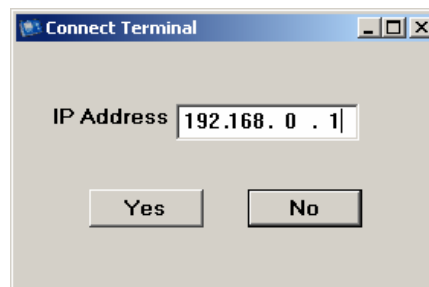 Connect Terminal
IP Address 192.168. 0 . 1
Yes No